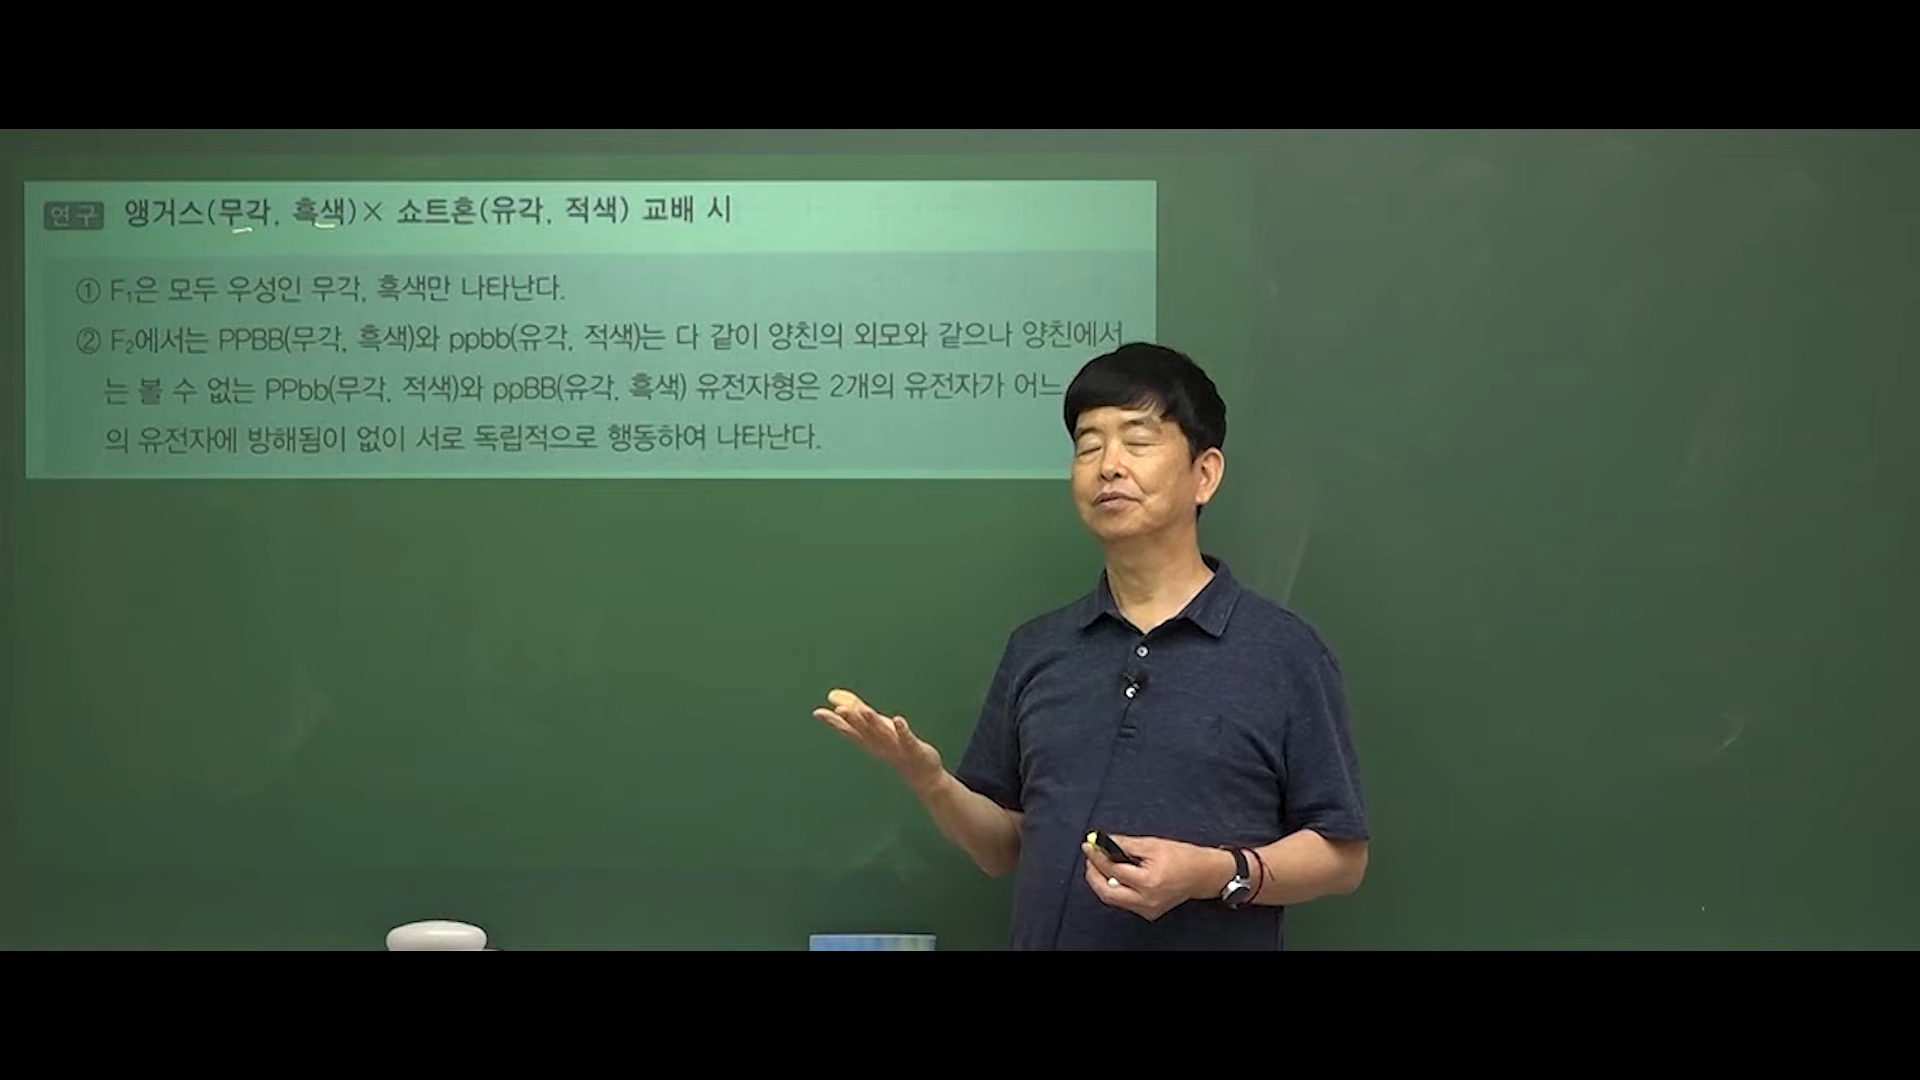 연구 앵거스(무각, 흑색)× 쇼트혼(유각, 적색) 교배 시
① F₁은 모두 우성인 무각, 흑색만 나타난다.
② F₂에서는 PPBB(무각, 흑색)와 ppbb(유각, 적색)는 다 같이 양친의 외모와 같으나 양친에서
는 볼 수 없는 PPbb(무각, 적색)와 ppBB(유각, 흑색) 유전자형은 2개의 유전자가 어느
의 유전자에 방해됨이 없이 서로 독립적으로 행동하여 나타난다.